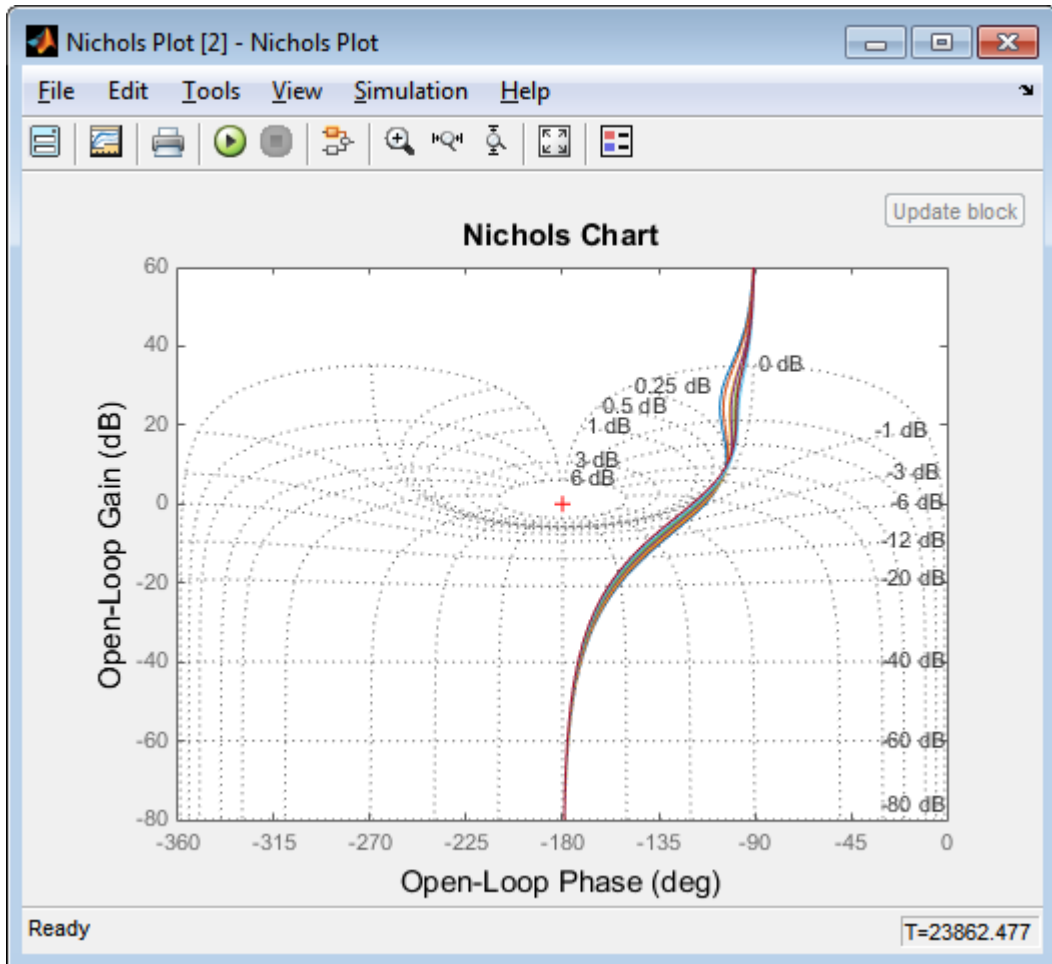 Nichols Plot [2] - Nichols Plot
File Edit Tools View Simulation Help
Update block
Nichols Chart
60
40
20
0
-20
-40
-60
-80
Open-Loop Gain (dB)
0 dB
0.25 dB
0.5 dB
1 dB
3 dB
6 dB
-1 dB
-3 dB
-6 dB
-12 dB
-20 dB
-40 dB
-60 dB
-80 dB
-360 -315 -270 -225 -180 -135 -90 -45 0
Open-Loop Phase (deg)
Ready T=23862.477